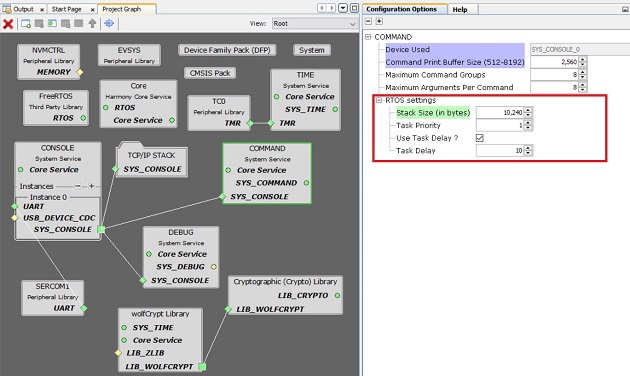 Output
Start Page
Project Graph
View: Root
NVMCTRL
Peripheral Library
MEMORY
EVSYS
Peripheral Library
Device Family Pack (DFP)
System
CMSIS Pack
FreeRTOS
Third Party Library
RTOS
Core
Harmony Core Service
RTOS
Core Service
TC0
Peripheral Library
TMR
TIME
System Service
Core Service
SYS_TIME
TMR
CONSOLE
System Service
Core Service
Instances
Instance 0
UART
USB_DEVICE_CDC
SYS_CONSOLE
TCP/IP STACK
SYS_CONSOLE
COMMAND
System Service
Core Service
SYS_COMMAND
SYS_CONSOLE
DEBUG
System Service
Core Service
SYS_DEBUG
SYS_CONSOLE
SERCOM1
Peripheral Library
UART
Cryptographic (Crypto) Library
LIB_CRYPTO
LIB_WOLFCRYPT
wolfCrypt Library
SYS_TIME
Core Service
LIB_ZLIB
LIB_WOLFCRYPT
Configuration Options
Help
COMMAND
Device Used SYS_CONSOLE_0
Command Print Buffer Size (512-8192) 2,560
Maximum Command Groups 8
Maximum Arguments Per Command 8
RTOS settings
Stack Size (in bytes) 10,240
Task Priority 1
Use Task Delay ?
Task Delay 10